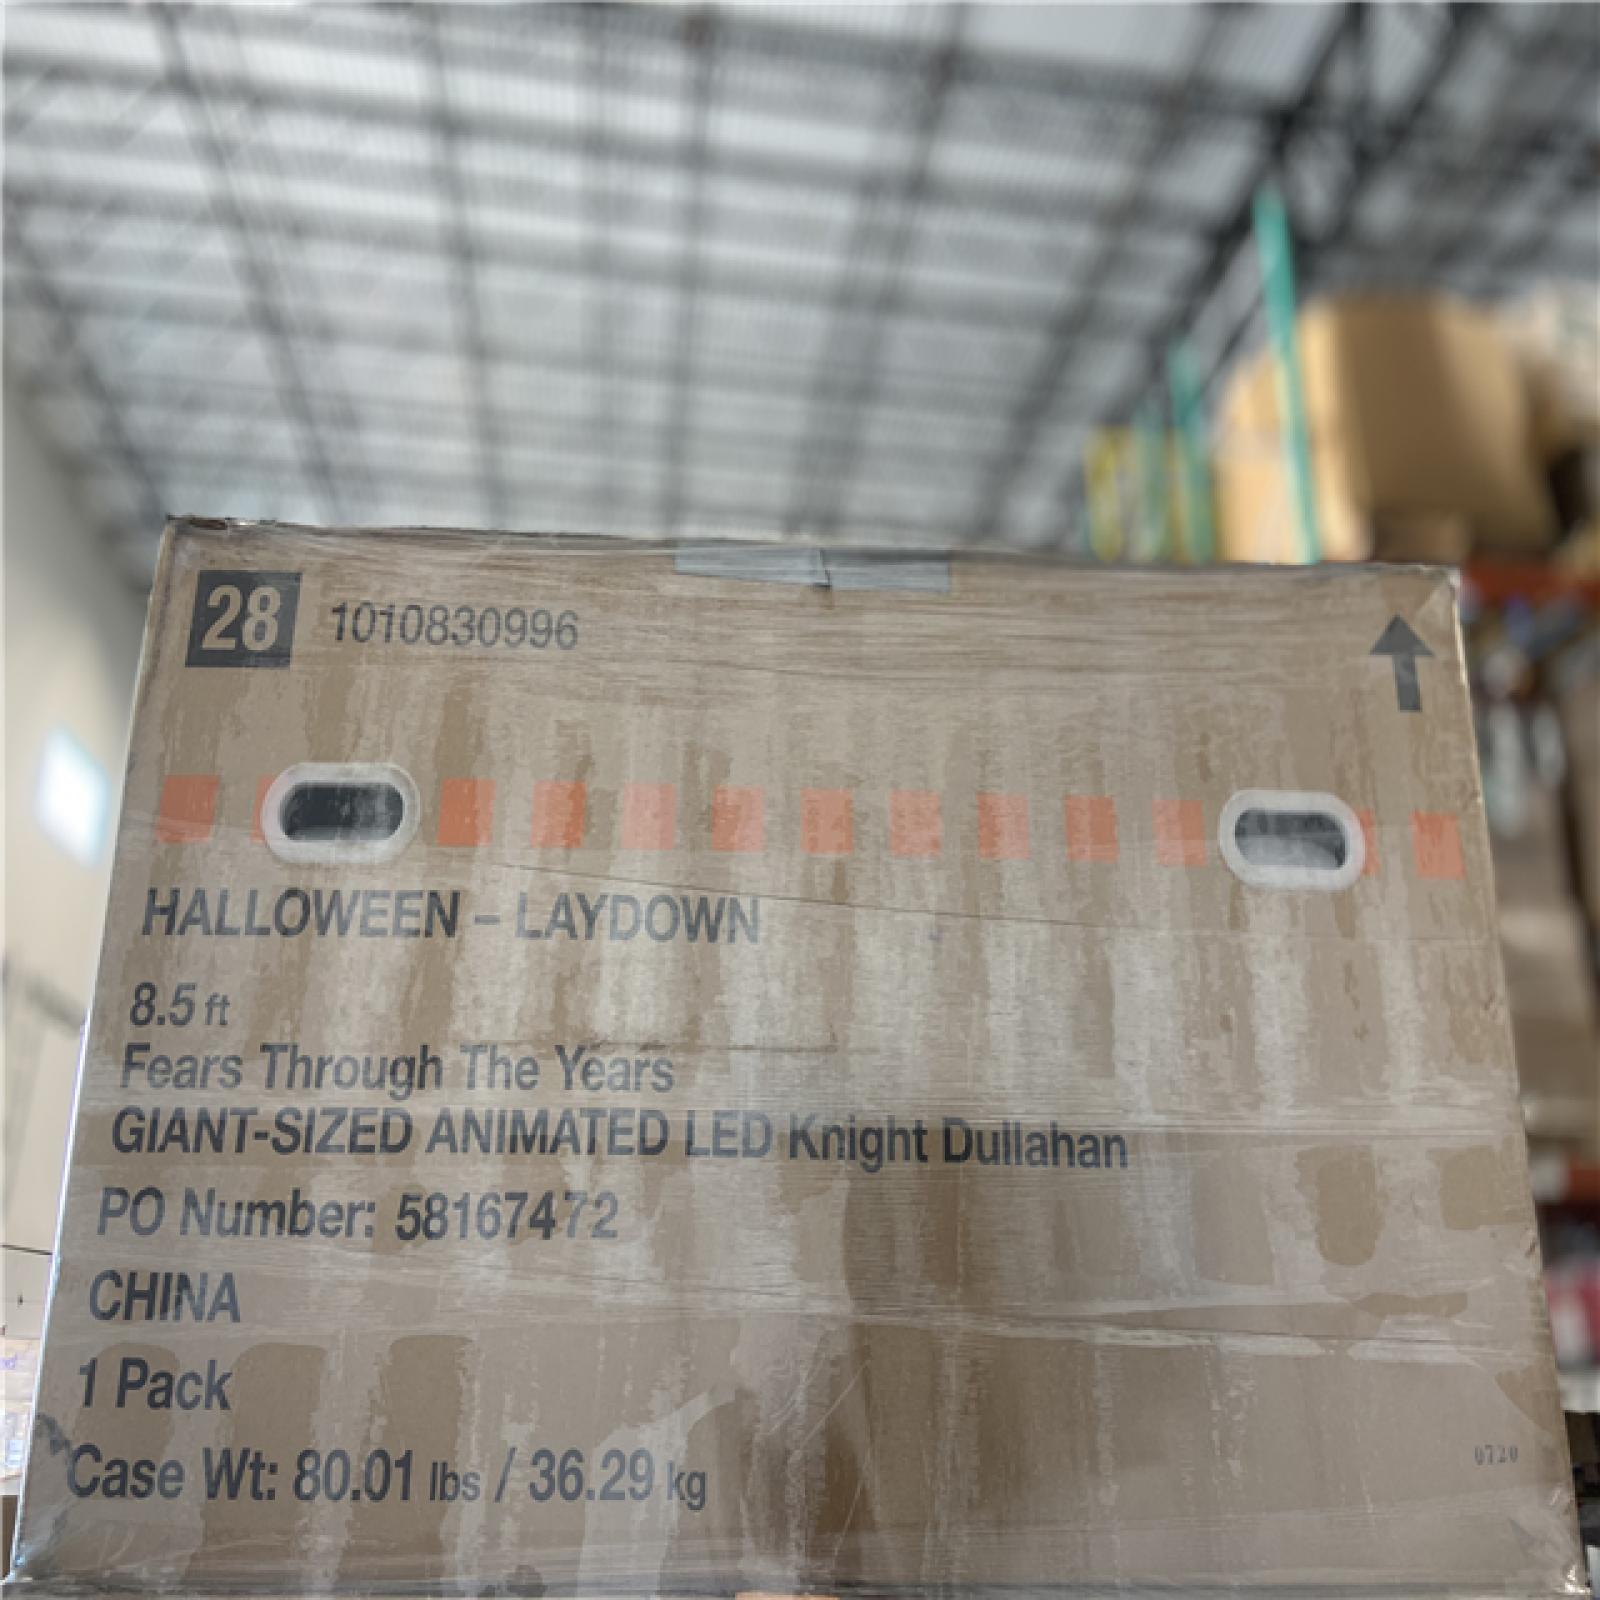 28 1010830996
HALLOWEEN – LAYDOWN
8.5 ft
Fears Through The Years
GIANT-SIZED ANIMATED LED Knight Dullahan
PO Number: 58167472
CHINA
1 Pack
Case Wt: 80.01 lbs / 36.29 kg
0720